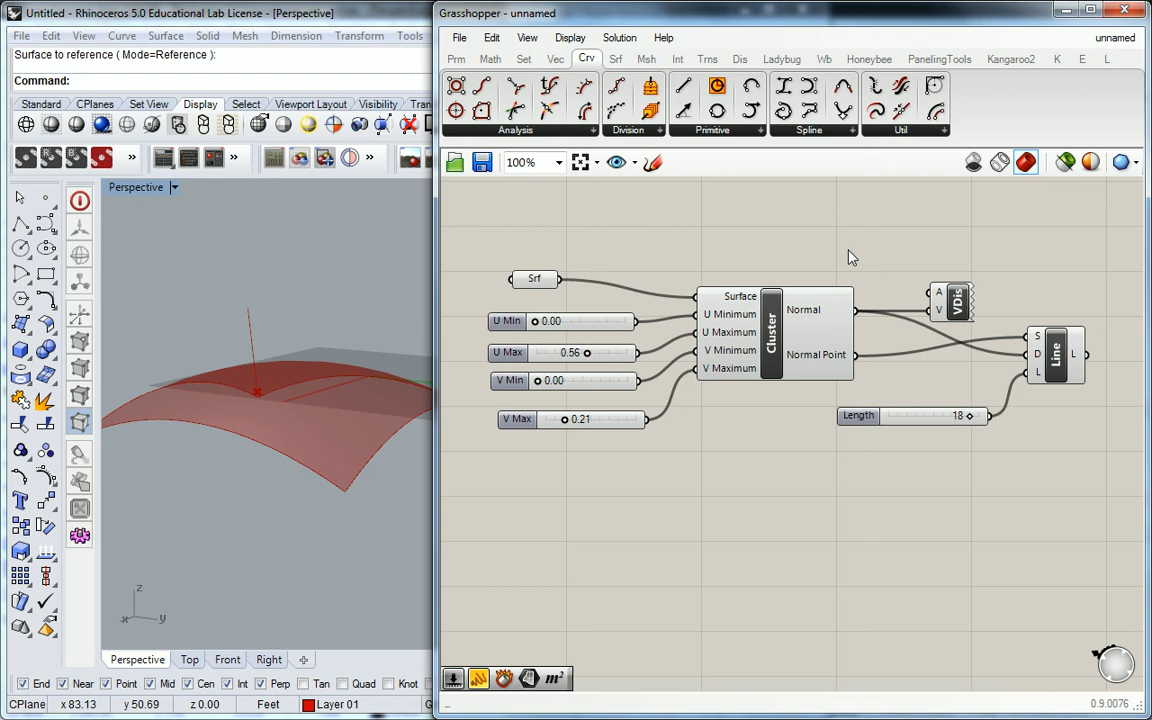 Untitled - Rhinoceros 5.0 Educational Lab License - [Perspective]
File Edit View Curve Surface Solid Mesh Dimension Transform Tools
Surface to reference ( Mode=Reference ):
Command:
Standard CPlanes Set View Display Select Viewport Layout Visibility
Perspective
z
x y
Perspective Top Front Right
End Near Point Mid Cen Int Perp Tan Quad Knot
CPlane x 83.13 y 50.69 z 0.00 Feet Layer 01
Grasshopper - unnamed
File Edit View Display Solution Help unnamed
Prm Math Set Vec Crv Srf Msh Int Trns Dis Ladybug Wb Honeybee PanelingTools Kangaroo2 K E L
Analysis Division Primitive Spline Util
100%
Srf
U Min 0.00
U Max 0.56
V Min 0.00
V Max 0.21
Surface
U Minimum
U Maximum
V Minimum
V Maximum
Cluster
Normal
Normal Point
A
V
VDis
S
D
L
Line
L
Length 18
m²
0.9.0076